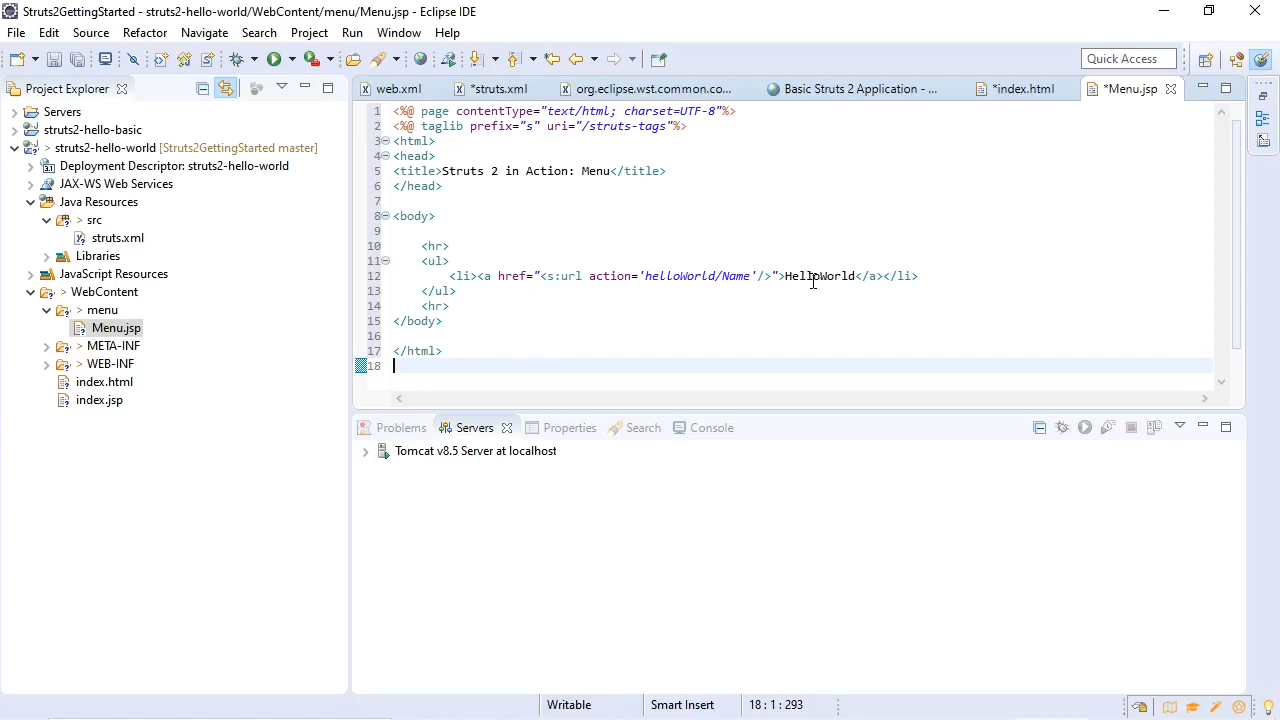 Struts2GettingStarted - struts2-hello-world/WebContent/menu/Menu.jsp - Eclipse IDE
File Edit Source Refactor Navigate Search Project Run Window Help
Quick Access
Project Explorer
Servers
struts2-hello-basic
> struts2-hello-world [Struts2GettingStarted master]
Deployment Descriptor: struts2-hello-world
JAX-WS Web Services
Java Resources
> src
struts.xml
Libraries
JavaScript Resources
> WebContent
> menu
Menu.jsp
> META-INF
> WEB-INF
index.html
index.jsp
web.xml *struts.xml org.eclipse.wst.common.co... Basic Struts 2 Application - ... *index.html *Menu.jsp
1 <%@ page contentType="text/html; charset=UTF-8"%>
2 <%@ taglib prefix="s" uri="/struts-tags"%>
3 <html>
4 <head>
5 <title>Struts 2 in Action: Menu</title>
6 </head>
7
8 <body>
9
10 <hr>
11 <ul>
12 <li><a href="<s:url action='helloWorld/Name'/>">HelloWorld</a></li>
13 </ul>
14 <hr>
15 </body>
16
17 </html>
18
Problems Servers Properties Search Console
Tomcat v8.5 Server at localhost
Writable Smart Insert 18 : 1 : 293